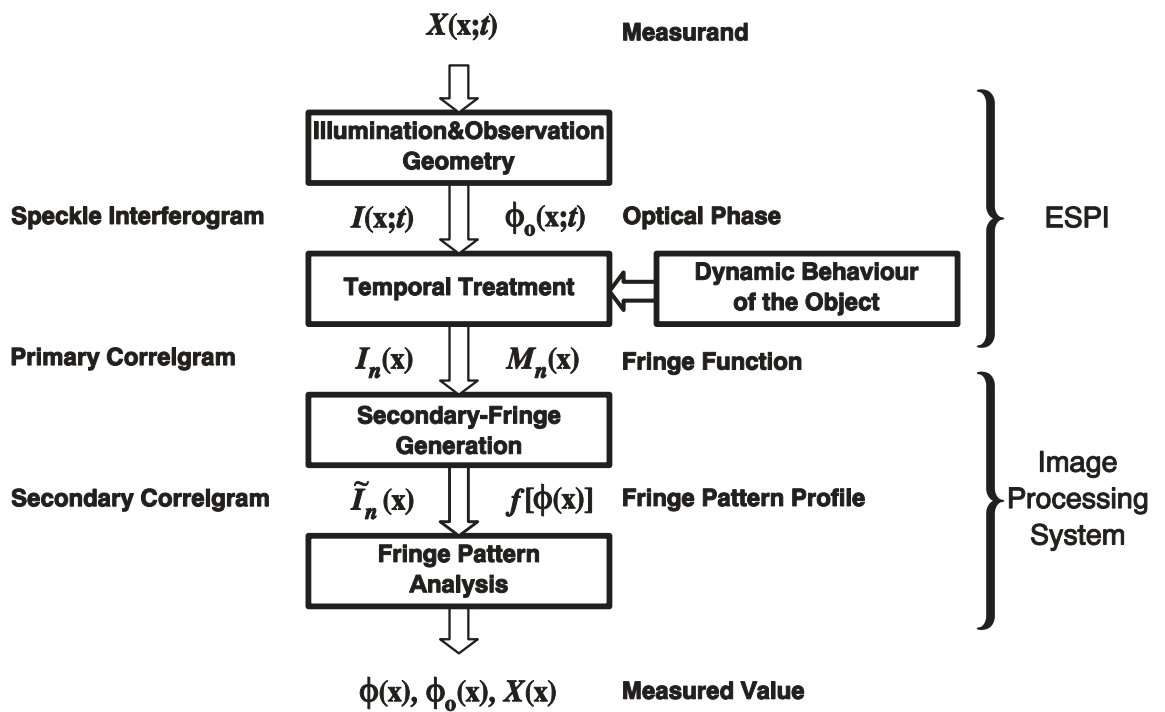 X(x;t) Measurand
Illumination&Observation
Geometry
Speckle Interferogram I(x;t) ϕo(x;t) Optical Phase
ESPI
Temporal Treatment
Dynamic Behaviour
of the Object
Primary Correlgram In(x) Mn(x) Fringe Function
Secondary-Fringe
Generation
Image
Processing
System
Secondary Correlgram Ĩn(x) f[ϕ(x)] Fringe Pattern Profile
Fringe Pattern
Analysis
ϕ(x), ϕo(x), X(x) Measured Value